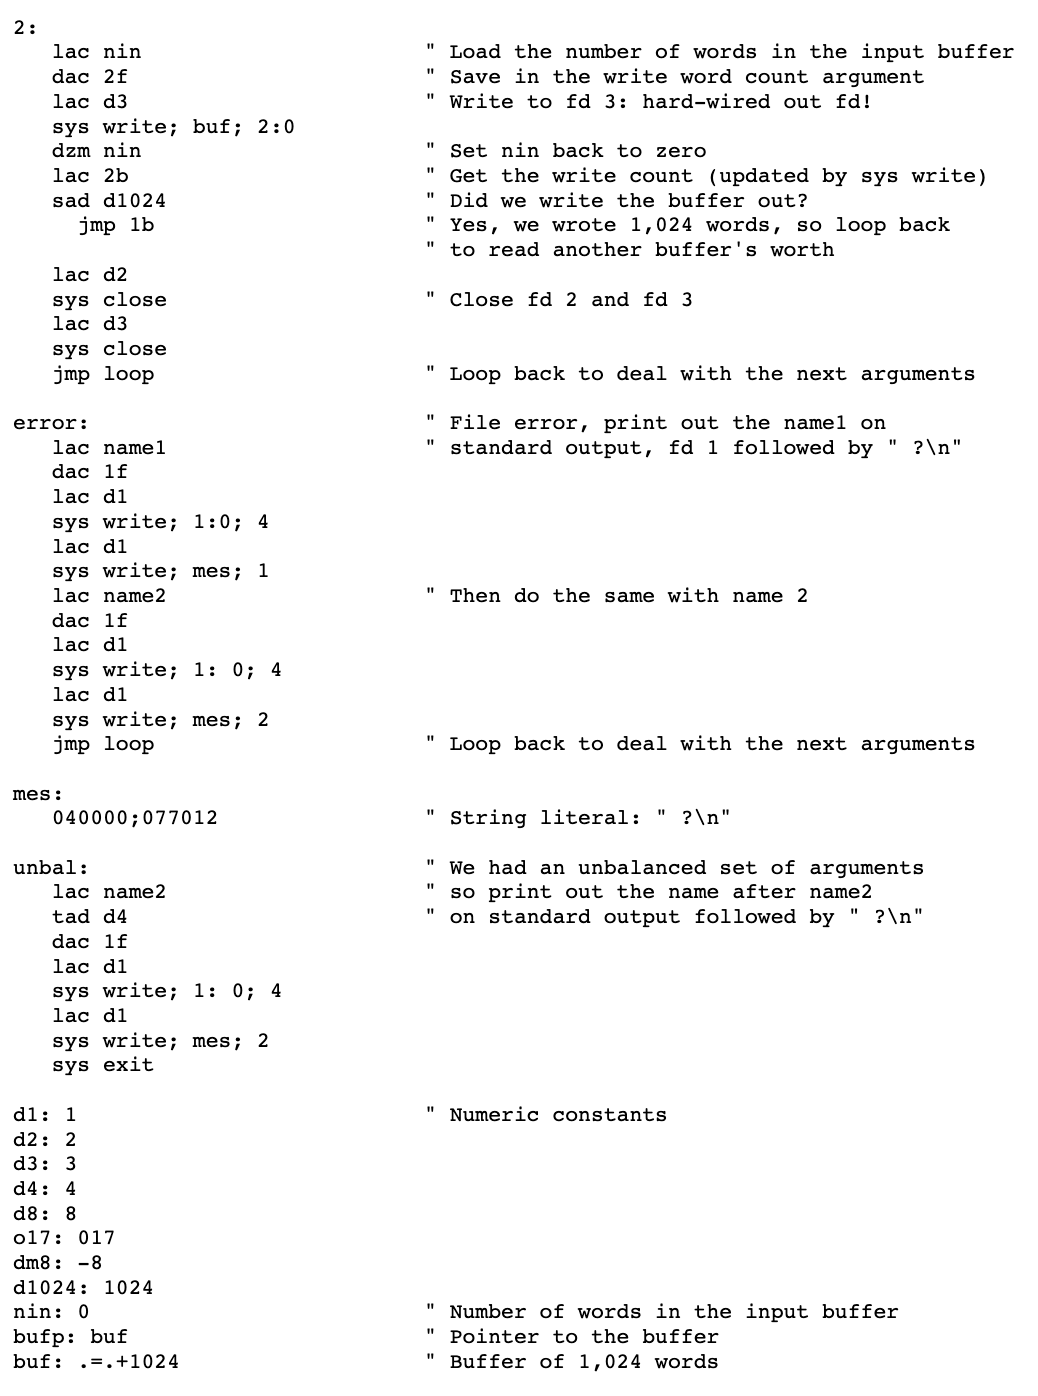 2:
   lac nin                      " Load the number of words in the input buffer
   dac 2f                       " Save in the write word count argument
   lac d3                       " Write to fd 3: hard-wired out fd!
   sys write; buf; 2:0
   dzm nin                      " Set nin back to zero
   lac 2b                       " Get the write count (updated by sys write)
   sad d1024                    " Did we write the buffer out?
     jmp 1b                     " Yes, we wrote 1,024 words, so loop back
                                " to read another buffer's worth
   lac d2
   sys close                    " Close fd 2 and fd 3
   lac d3
   sys close
   jmp loop                     " Loop back to deal with the next arguments

error:                          " File error, print out the name1 on
   lac name1                    " standard output, fd 1 followed by " ?\n"
   dac 1f
   lac d1
   sys write; 1:0; 4
   lac d1
   sys write; mes; 1
   lac name2                    " Then do the same with name 2
   dac 1f
   lac d1
   sys write; 1: 0; 4
   lac d1
   sys write; mes; 2
   jmp loop                     " Loop back to deal with the next arguments

mes:
   040000;077012                " String literal: " ?\n"

unbal:                          " We had an unbalanced set of arguments
   lac name2                    " so print out the name after name2
   tad d4                       " on standard output followed by " ?\n"
   dac 1f
   lac d1
   sys write; 1: 0; 4
   lac d1
   sys write; mes; 2
   sys exit

d1: 1                           " Numeric constants
d2: 2
d3: 3
d4: 4
d8: 8
o17: 017
dm8: -8
d1024: 1024
nin: 0                          " Number of words in the input buffer
bufp: buf                       " Pointer to the buffer
buf: .=.+1024                   " Buffer of 1,024 words